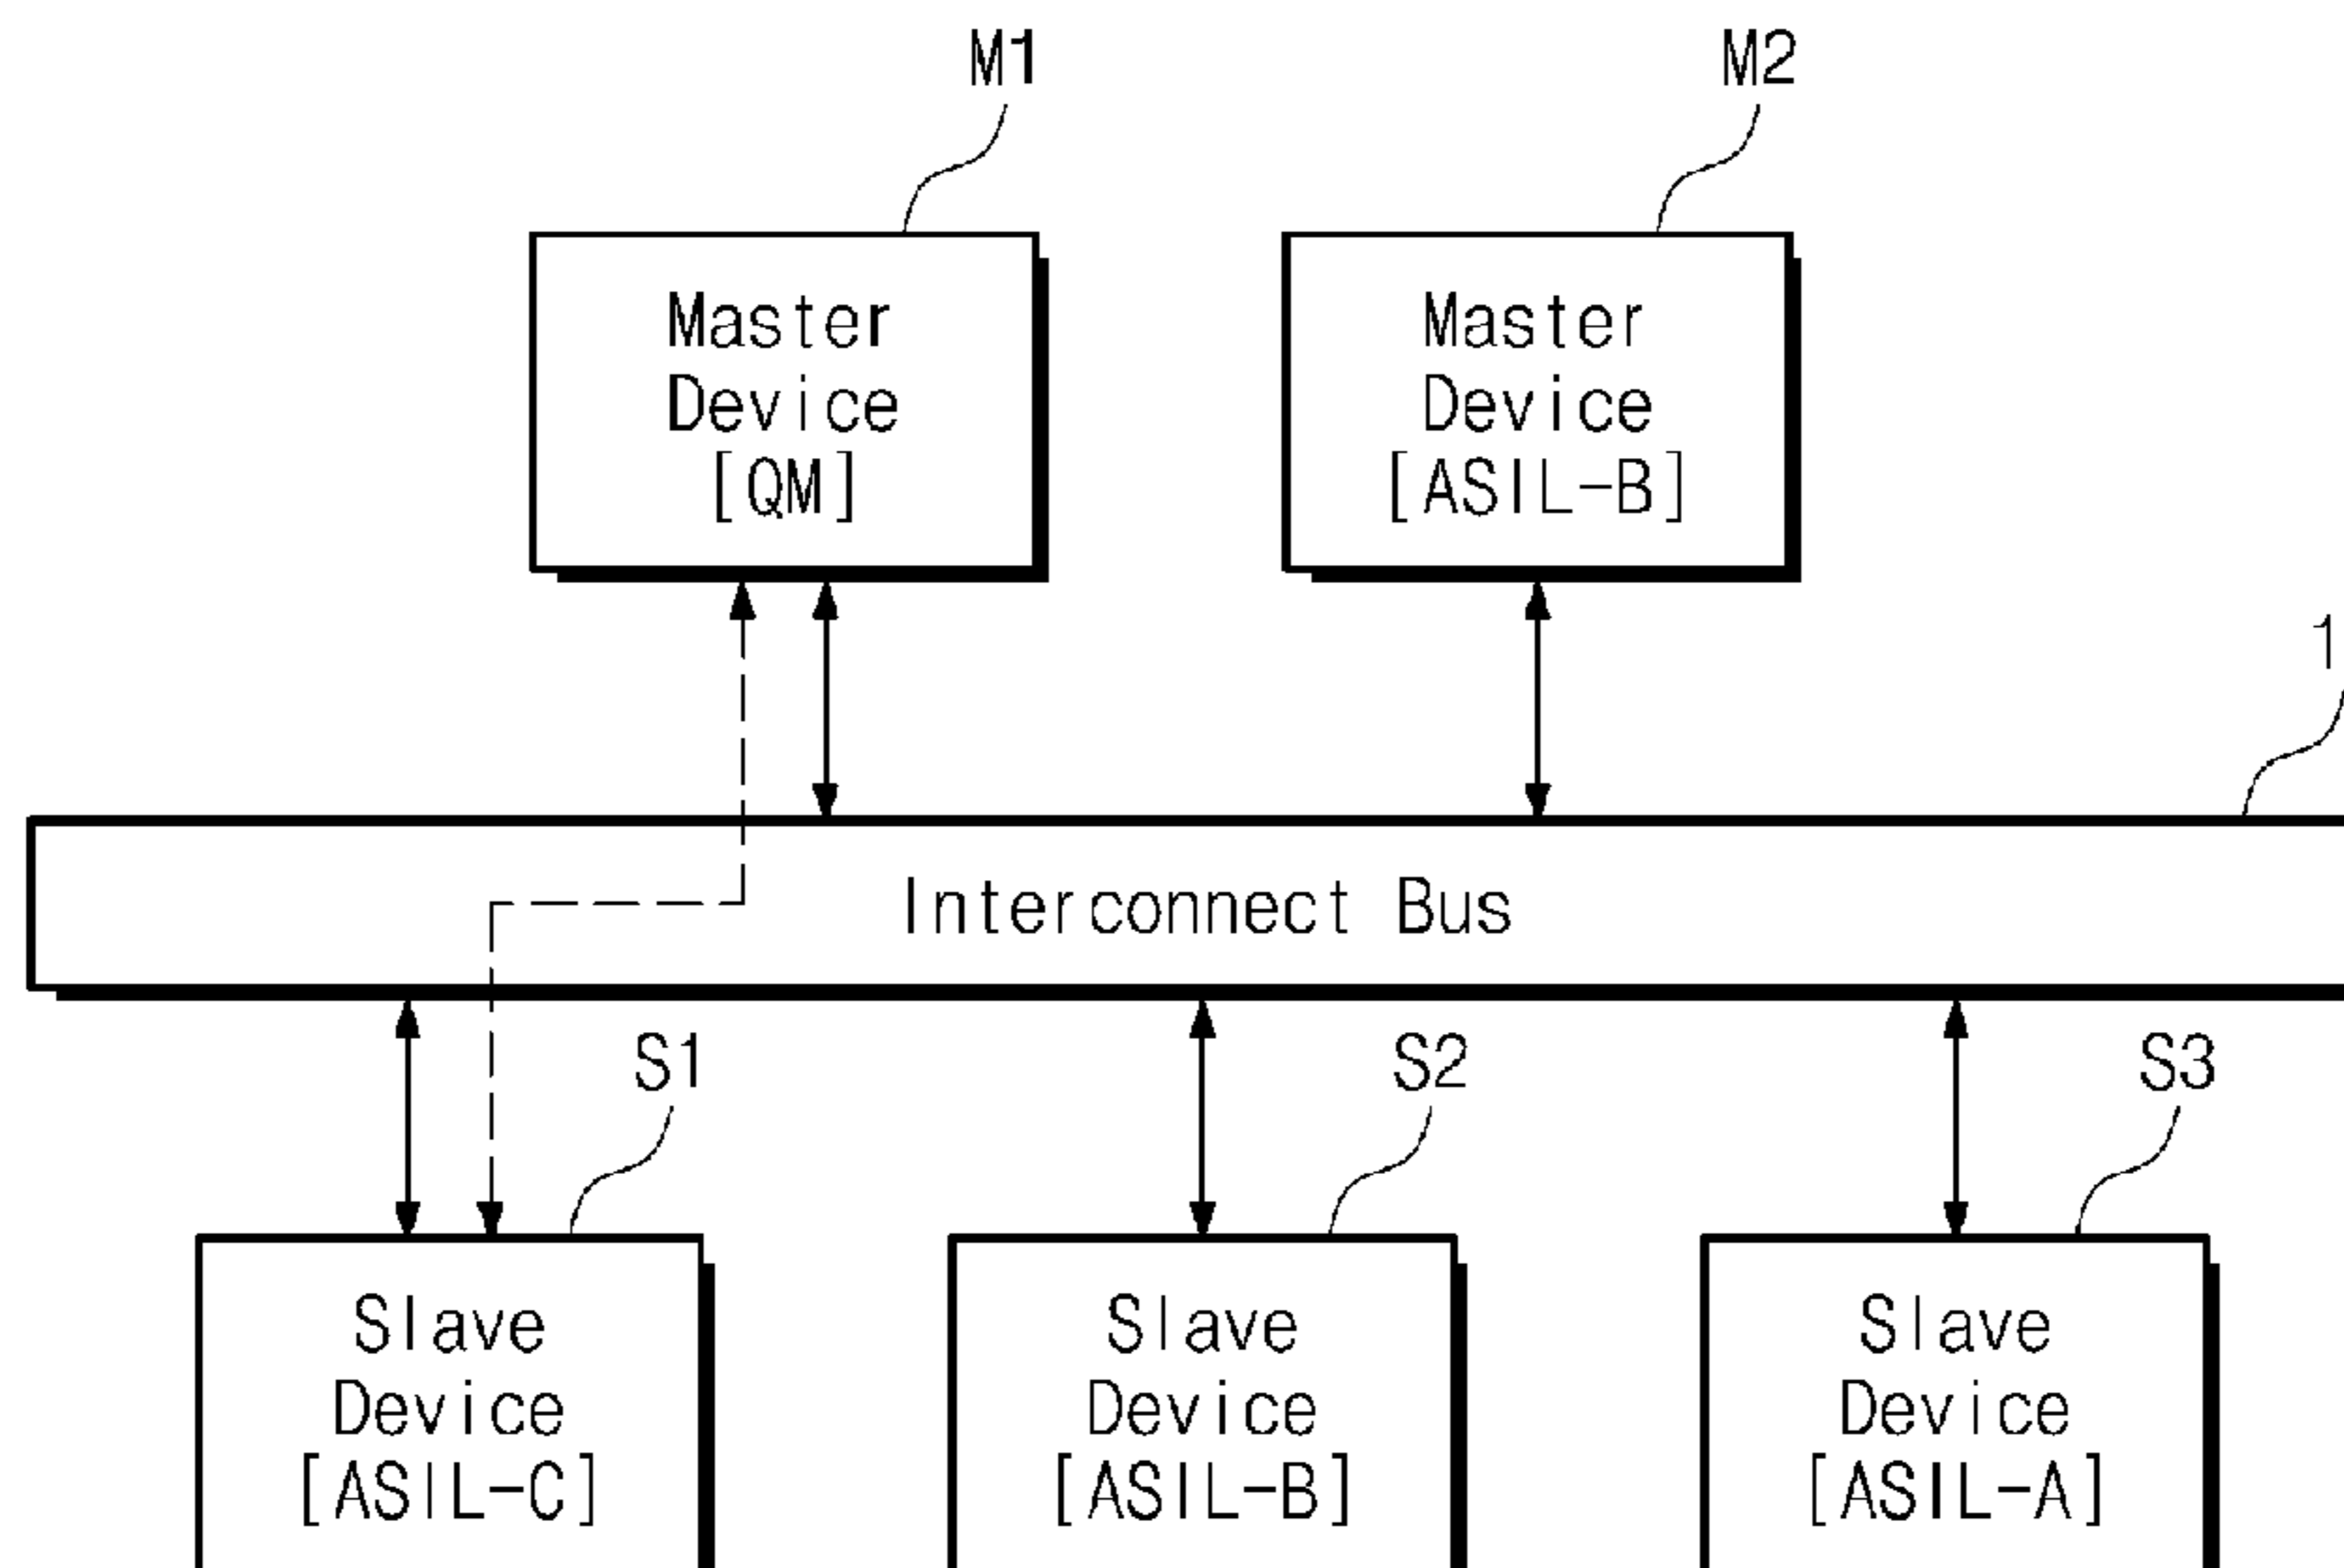 M1
M2
Master
Device
[QM]
Master
Device
[ASIL-B]
1
Interconnect Bus
S1
S2
S3
Slave
Device
[ASIL-C]
Slave
Device
[ASIL-B]
Slave
Device
[ASIL-A]